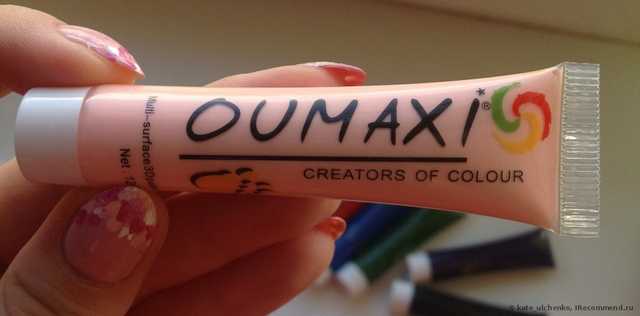 OUMAXI®
CREATORS OF COLOUR
Multi-surface
Net
© kate_ulchenko, IRecommend.ru